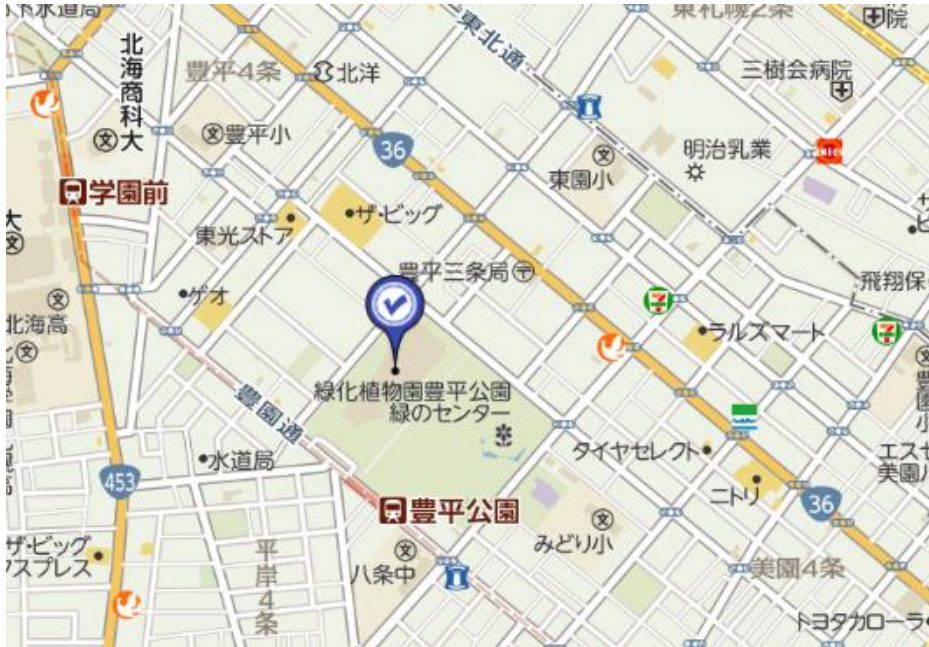 下水道局
北海商科大
豊平4条
北洋
東北通
東札幌2条
三樹会病院
豊平小
36
明治乳業
東園小
学園前
ザ・ビッグ
東光ストア
豊平三条局
飛翔保
ゲオ
北海高
ラルズマート
緑化植物園豊平公園
緑のセンター
豊園通
水道局
タイヤセレクト
ニトリ
エスセ
美園
453
豊平公園
36
ザ・ビッグ
プスプレス
平岸4条
八条中
みどり小
美園4条
トヨタカローラ